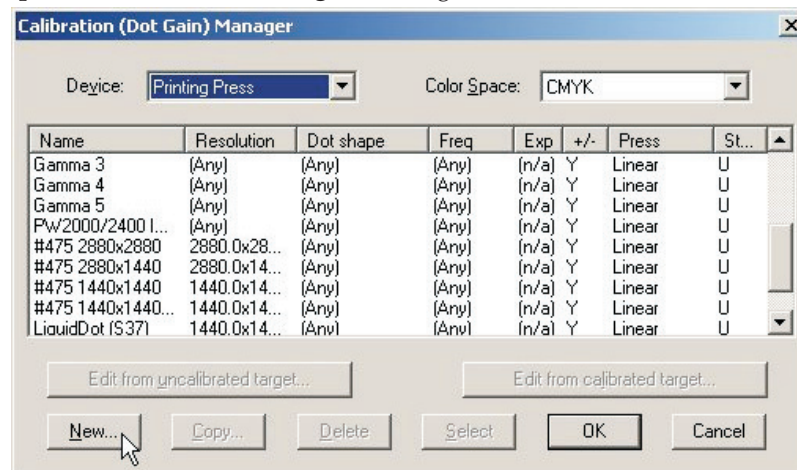 Calibration (Dot Gain) Manager
Device: Printing Press Color Space: CMYK
Name Resolution Dot shape Freq Exp +/- Press St...
Gamma 3 (Any) (Any) (Any) (n/a) Y Linear U
Gamma 4 (Any) (Any) (Any) (n/a) Y Linear U
Gamma 5 (Any) (Any) (Any) (n/a) Y Linear U
PW2000/2400 I... (Any) (Any) (Any) (n/a) Y Linear U
#475 2880x2880 2880.0x28... (Any) (Any) (n/a) Y Linear U
#475 2880x1440 2880.0x14... (Any) (Any) (n/a) Y Linear U
#475 1440x1440 1440.0x14... (Any) (Any) (n/a) Y Linear U
#475 1440x1440... 1440.0x14... (Any) (Any) (n/a) Y Linear U
LiquidDot (S37) 1440.0x14... (Any) (Any) (n/a) Y Linear U
Edit from uncalibrated target... Edit from calibrated target...
New... Copy... Delete Select OK Cancel